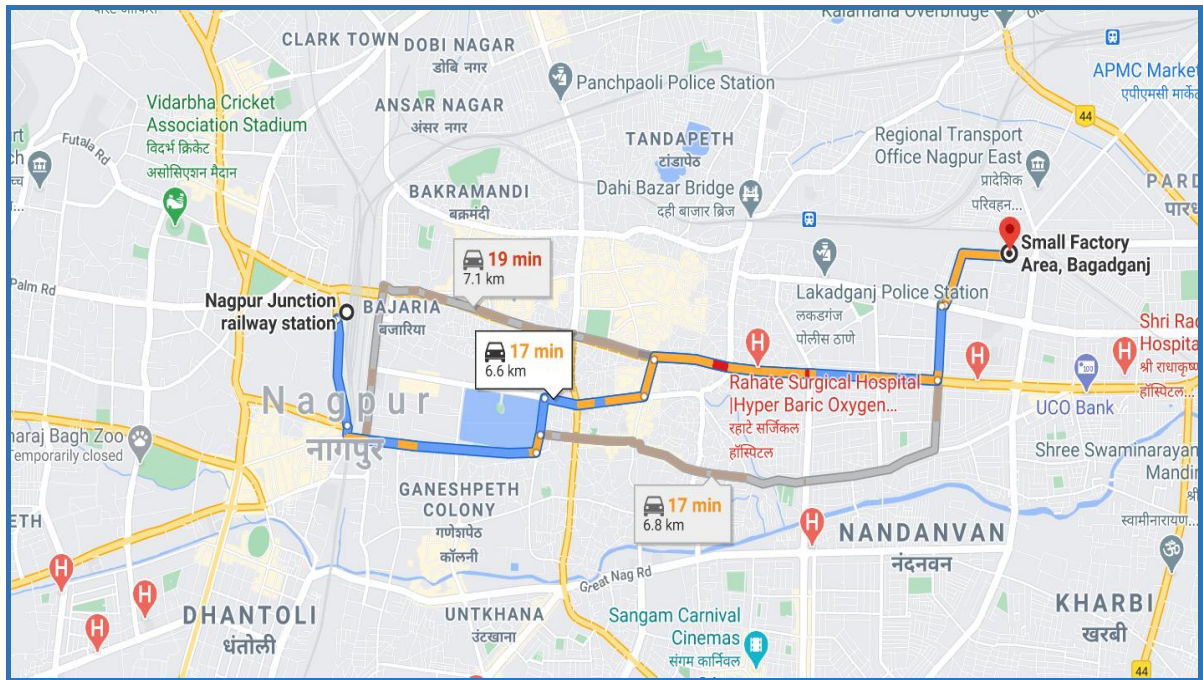 Kalamana Overbridge
CLARK TOWN
DOBI NAGAR
डोबि नगर
Panchpaoli Police Station
APMC Market
एपीएमसी मार्केट
44
Vidarbha Cricket
Association Stadium
विदर्भ क्रिकेट
असोसिएशन मैदान
Futala Rd
ANSAR NAGAR
अंसर नगर
TANDAPETH
टांडापेठ
Regional Transport
Office Nagpur East
प्रादेशिक
परिवहन...
BAKRAMANDI
बक्रमंदी
Dahi Bazar Bridge
दही बाजार ब्रिज
PARD
पारध
19 min
7.1 km
Small Factory
Area, Bagadganj
Palm Rd
Nagpur Junction
railway station
BAJARIA
बजारिया
Lakadganj Police Station
लकडगंज
पोलीस ठाणे
17 min
6.6 km
Shri Rad
Hospita
श्री राधाकृष्ण
हॉस्पिटल...
Rahate Surgical Hospital
|Hyper Baric Oxygen...
रहाटे सर्जिकल
हॉस्पिटल
UCO Bank
Nagpur
नागपुर
haraj Bagh Zoo
Temporarily closed
Shree Swaminarayan
Mandir
स्वामीनारायण...
GANESHPETH
COLONY
गणेशपेठ
कॉलनी
17 min
6.8 km
NANDANVAN
नंदनवन
Great Nag Rd
DHANTOLI
धंतोली
UNTKHANA
उंटखाना
Sangam Carnival
Cinemas
संगम कार्निवल
KHARBI
खरबी
44